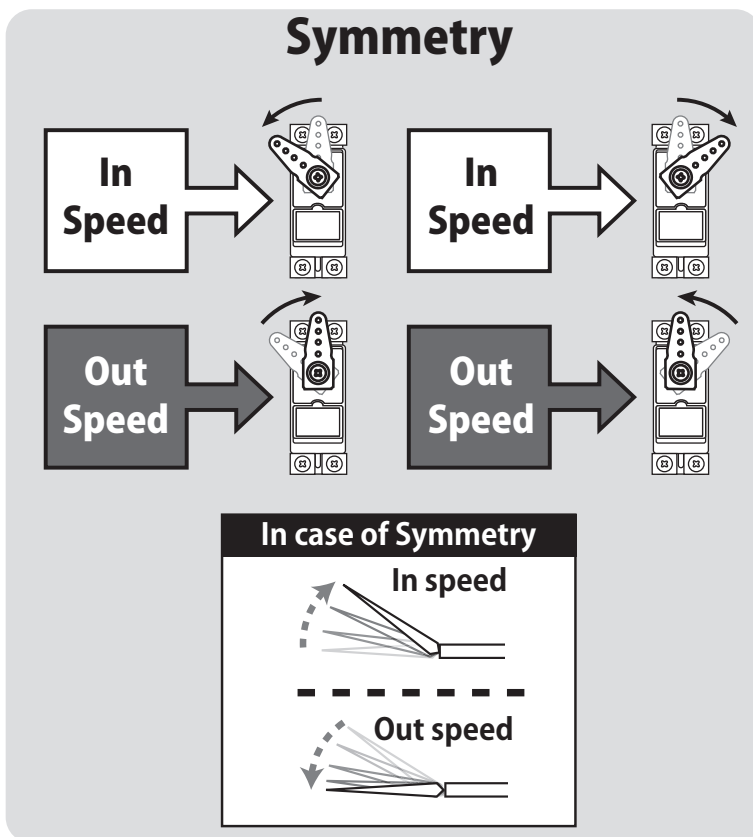 Symmetry
In
Speed
In
Speed
Out
Speed
Out
Speed
In case of Symmetry
In speed
Out speed